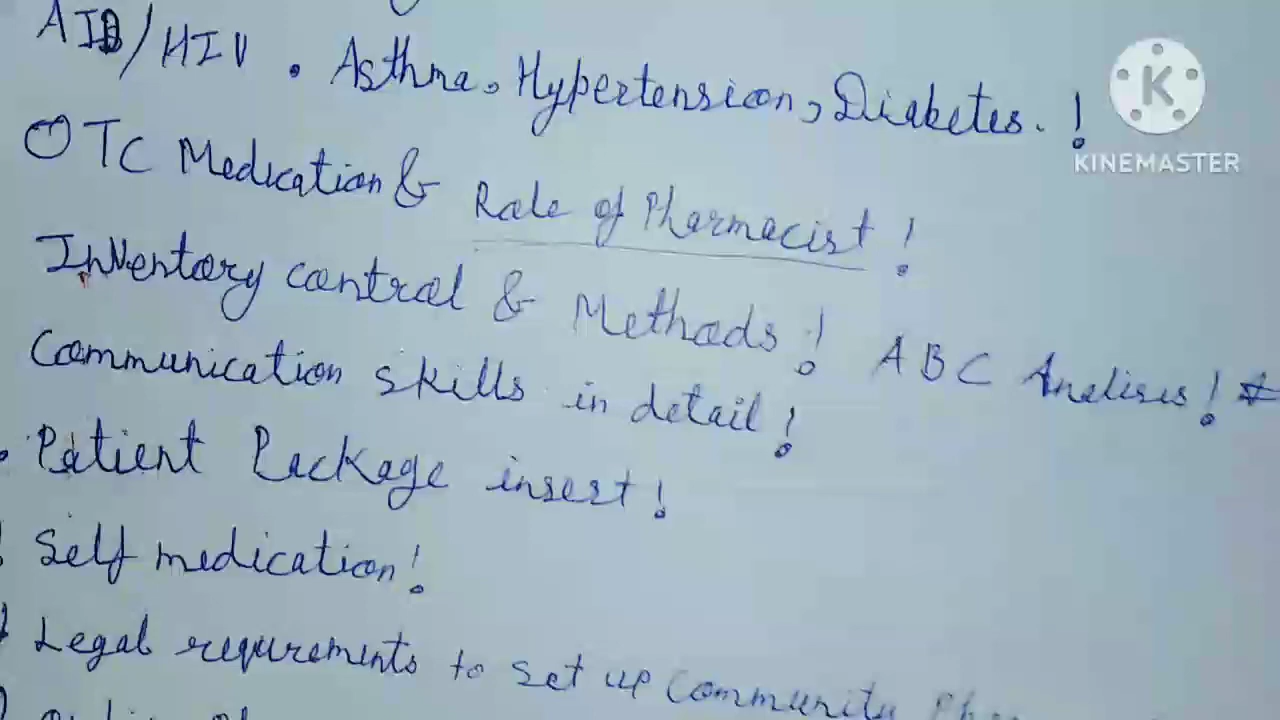 AID/HIV . Asthma, Hypertension, Diabetes. !
K
KINEMASTER
OTC Medication & Role of Pharmacist !
Inventory control & Methods ! ABC Analisis !
Communication skills in detail !
Patient Package insert !
Self medication !
Legal requirements to set up Community